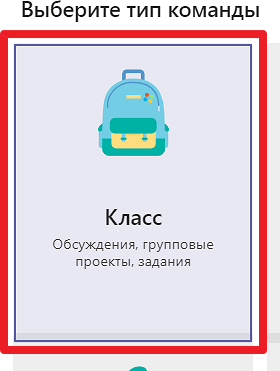 Выберите тип команды
Класс
Обсуждения, групповые
проекты, задания